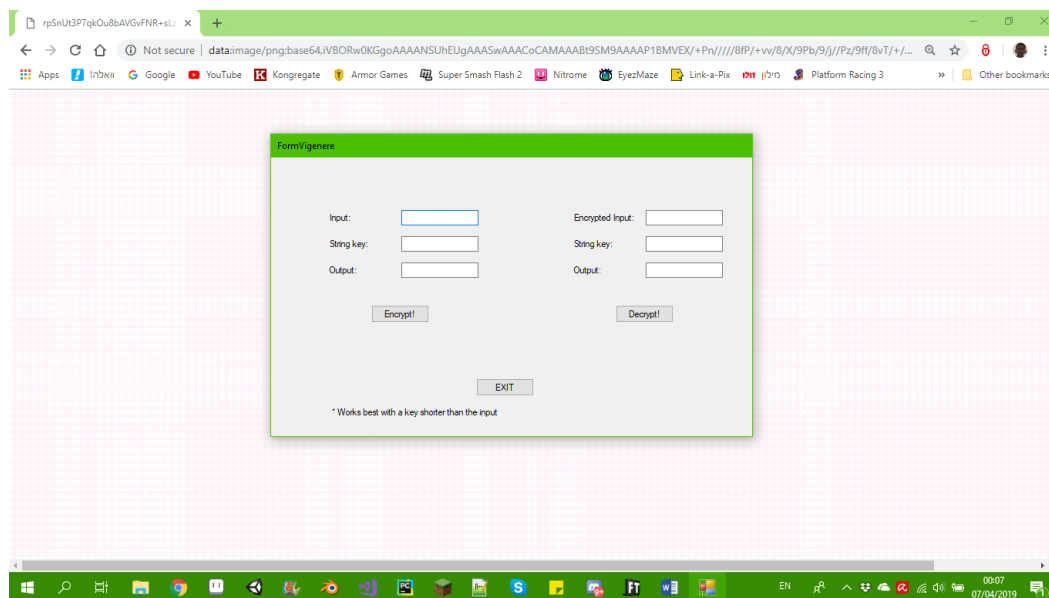 rpSnUt3P7qkOu8bAVGvFNR+sLz
Not secure | data:image/png;base64,iVBORw0KGgoAAAANSUhEUgAAASwAAACoCAMAAABt9SM9AAAAP1BMVEX/+Pn/////8fP/+vv/8/X/9Pb/9/j//Pz/9ff/8vT/+/...
Apps וואלה! Google YouTube Kongregate Armor Games Super Smash Flash 2 Nitrome EyezMaze Link-a-Pix מילון זולו Platform Racing 3 » Other bookmarks
FormVigenere
Input: Encrypted Input:
String key: String key:
Output: Output:
Encrypt! Decrypt!
EXIT
* Works best with a key shorter than the input
EN 00:07
07/04/2019